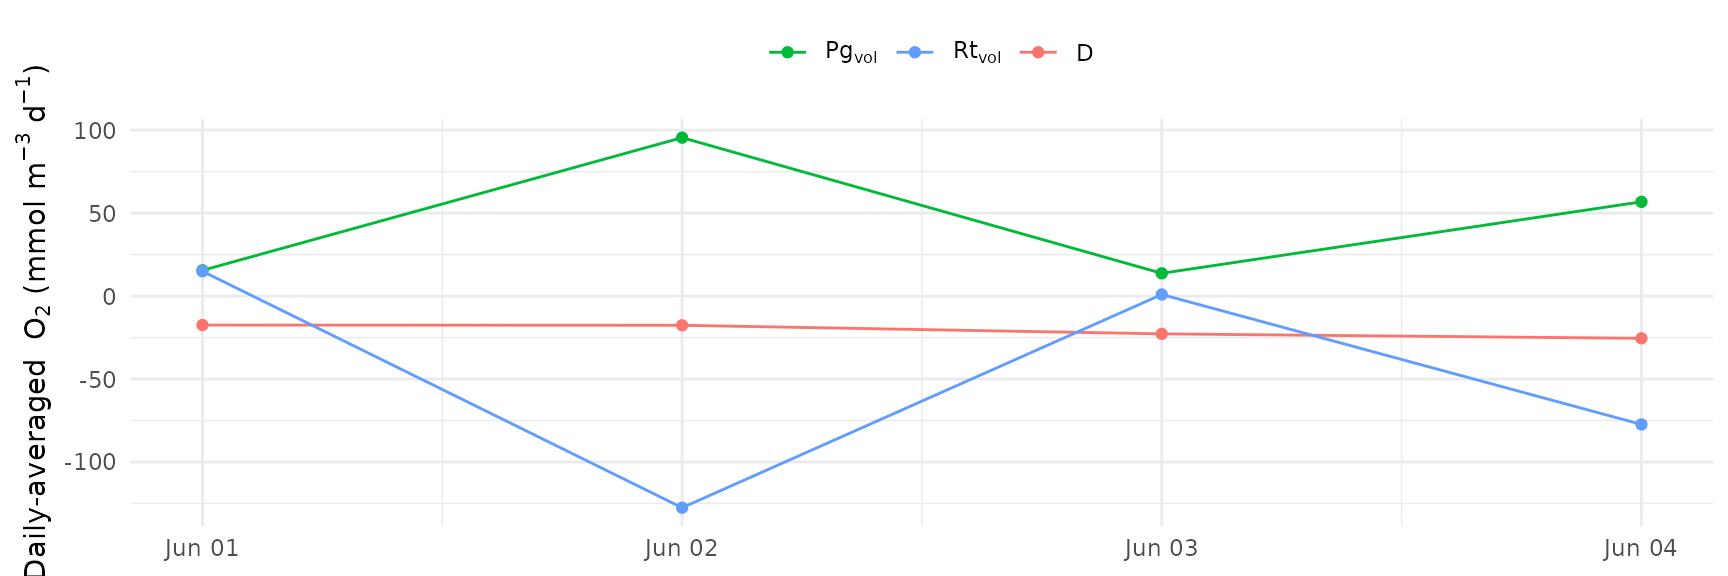 Pgvol Rtvol D
Daily-averaged O₂ (mmol m⁻³ d⁻¹)
100
50
0
-50
-100
Jun 01 Jun 02 Jun 03 Jun 04